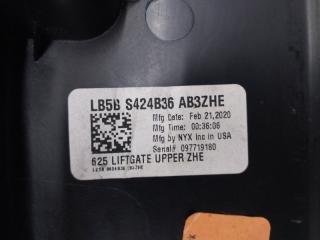 LB5B S424B36 AB3ZHE
Mfg Date: Feb 21,2020
Mfg Time: 00:36:06
Mfg by NYX Inc in USA
Serial# 097719180
625 LIFTGATE UPPER ZHE